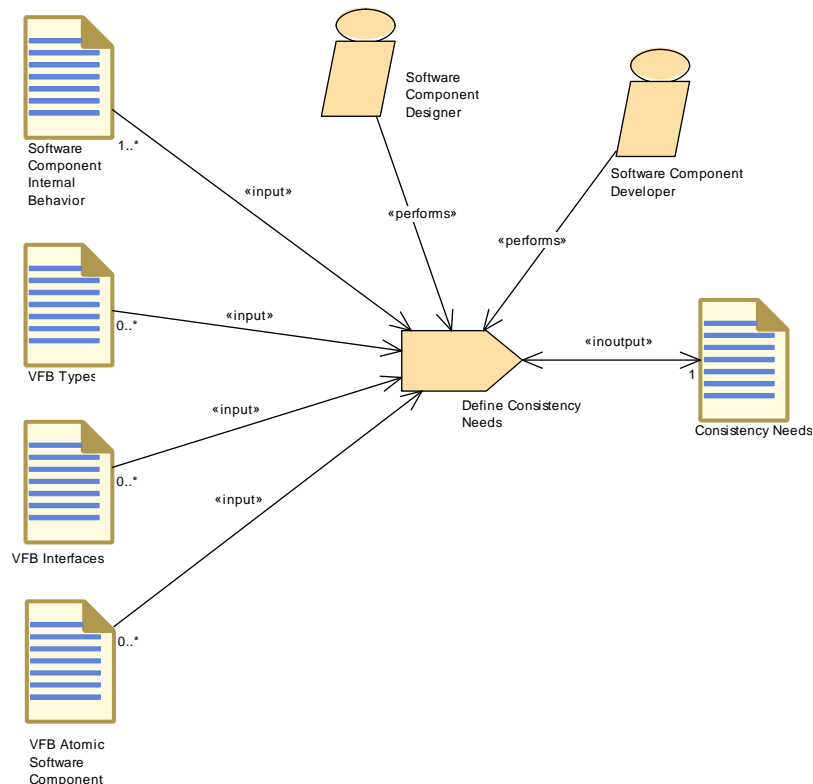 Software
Component
Designer
Software Component
Developer
1..*
Software
Component
Internal
Behavior
«input»
«performs»
«performs»
0..*
«input»
VFB Types
«inoutput»
1
Define Consistency
Needs
Consistency Needs
«input»
0..*
VFB Interfaces
«input»
0..*
VFB Atomic
Software
Component